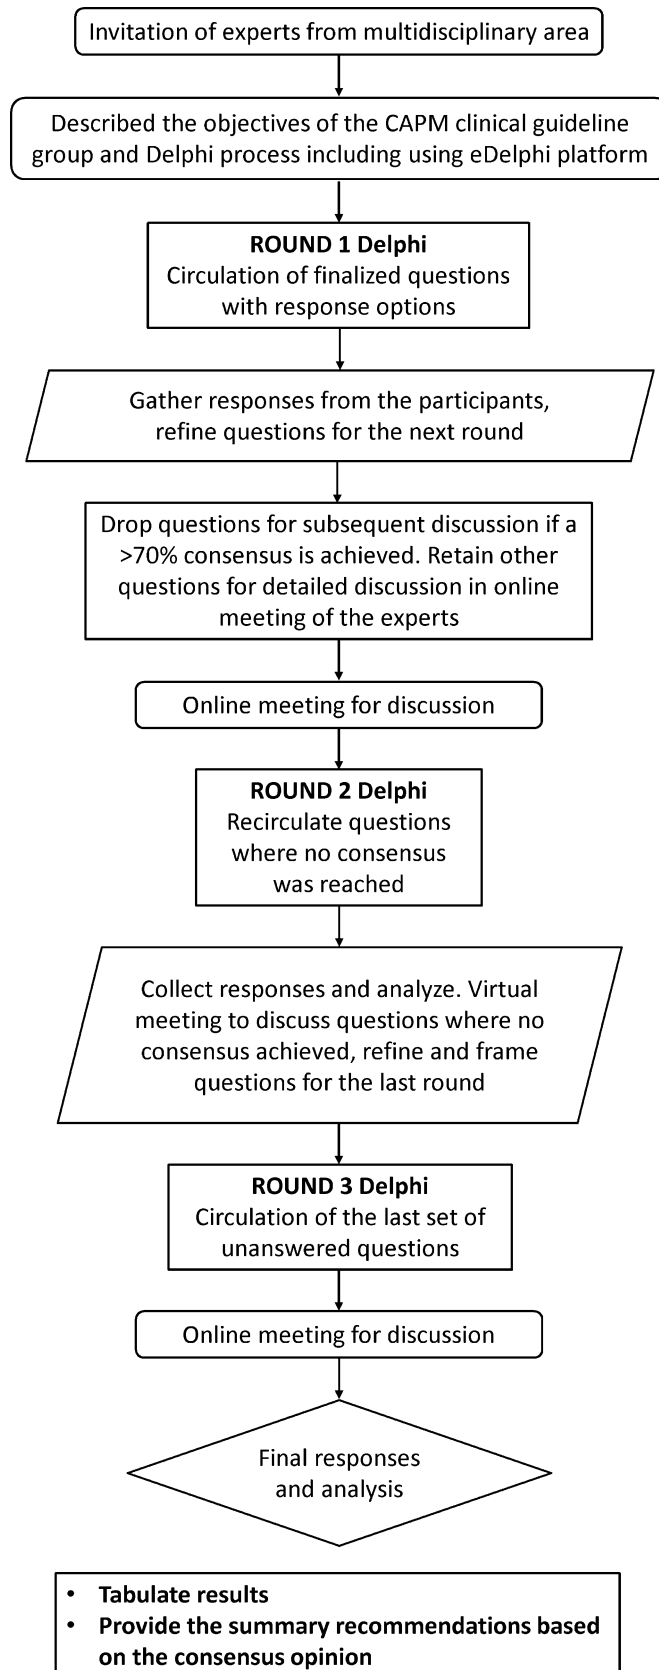 Invitation of experts from multidisciplinary area
Described the objectives of the CAPM clinical guideline
group and Delphi process including using eDelphi platform
ROUND 1 Delphi
Circulation of finalized questions
with response options
Gather responses from the participants,
refine questions for the next round
Drop questions for subsequent discussion if a
>70% consensus is achieved. Retain other
questions for detailed discussion in online
meeting of the experts
Online meeting for discussion
ROUND 2 Delphi
Recirculate questions
where no consensus
was reached
Collect responses and analyze. Virtual
meeting to discuss questions where no
consensus achieved, refine and frame
questions for the last round
ROUND 3 Delphi
Circulation of the last set of
unanswered questions
Online meeting for discussion
Final responses
and analysis
• Tabulate results
• Provide the summary recommendations based
on the consensus opinion